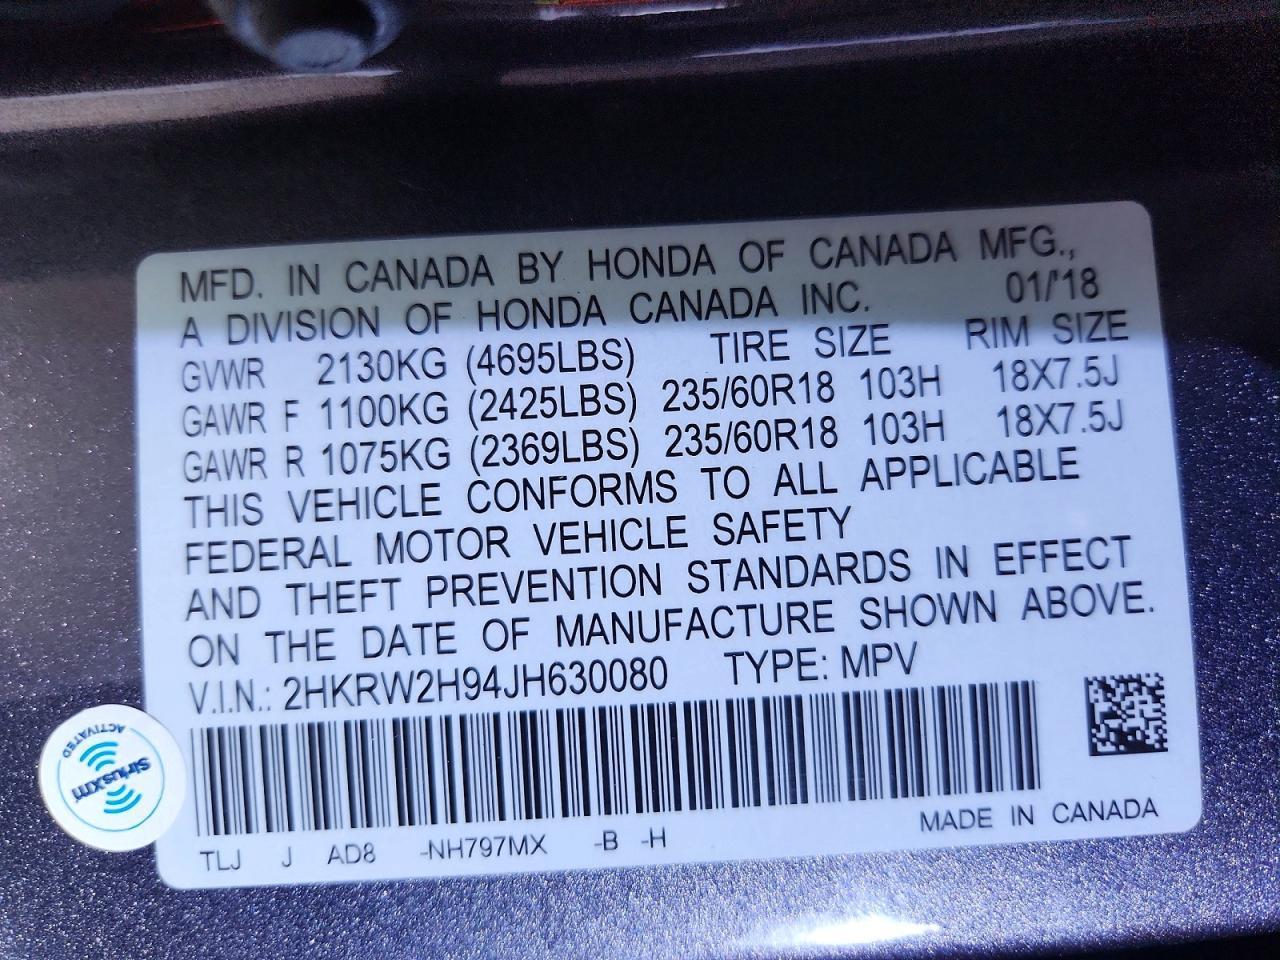 MFD. IN CANADA BY HONDA OF CANADA MFG.,
A DIVISION OF HONDA CANADA INC. 01/'18
GVWR 2130KG (4695LBS) TIRE SIZE RIM SIZE
GAWR F 1100KG (2425LBS) 235/60R18 103H 18X7.5J
GAWR R 1075KG (2369LBS) 235/60R18 103H 18X7.5J
THIS VEHICLE CONFORMS TO ALL APPLICABLE
FEDERAL MOTOR VEHICLE SAFETY
AND THEFT PREVENTION STANDARDS IN EFFECT
ON THE DATE OF MANUFACTURE SHOWN ABOVE.
V.I.N.: 2HKRW2H94JH630080 TYPE: MPV
TLJ J AD8 -NH797MX -B -H MADE IN CANADA
SiriusXM
ACTIVATED